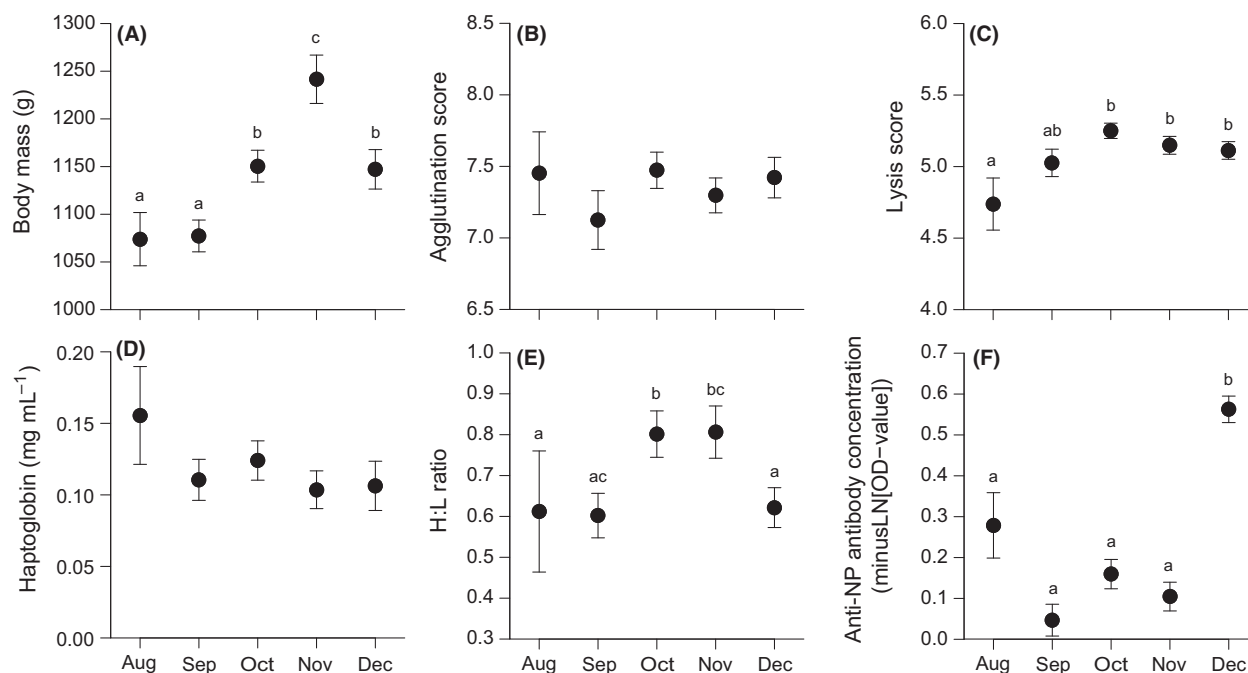 (A)
Body mass (g)
1300
1250
1200
1150
1100
1050
1000
a
a
b
c
b
(B)
Agglutination score
8.5
8.0
7.5
7.0
6.5
(C)
Lysis score
6.0
5.5
5.0
4.5
4.0
a
ab
b
b
b
(D)
Haptoglobin (mg mL−1)
0.20
0.15
0.10
0.05
0.00
Aug Sep Oct Nov Dec
(E)
H:L ratio
1.0
0.9
0.8
0.7
0.6
0.5
0.4
0.3
a
ac
b
bc
a
Aug Sep Oct Nov Dec
(F)
Anti-NP antibody concentration
(minusLN[OD−value])
0.7
0.6
0.5
0.4
0.3
0.2
0.1
0.0
a
a
a
a
b
Aug Sep Oct Nov Dec